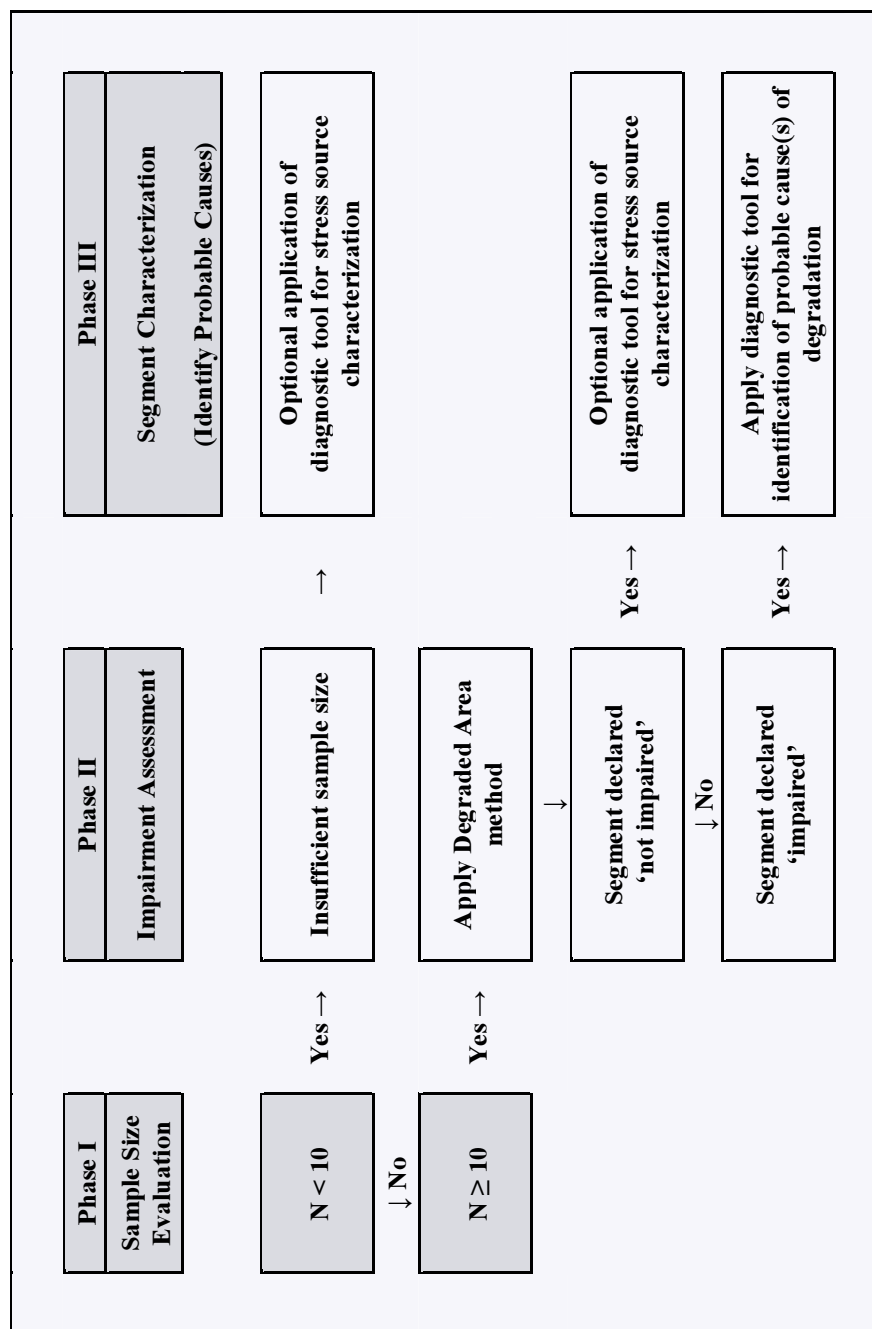 Phase I
Sample Size
Evaluation
Phase II
Impairment Assessment
Phase III
Segment Characterization
(Identify Probable Causes)
N < 10
Yes →
Insufficient sample size
→
Optional application of
diagnostic tool for stress source
characterization
↓ No
N ≥ 10
Yes →
Apply Degraded Area
method
↓
Segment declared
‘not impaired’
Yes →
Optional application of
diagnostic tool for stress source
characterization
↓ No
Segment declared
‘impaired’
Yes →
Apply diagnostic tool for
identification of probable cause(s) of
degradation